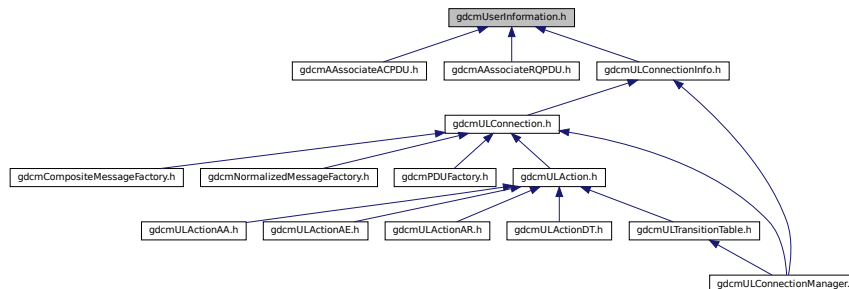 gdcmUserInformation.h
gdcmAAssociateACPDU.h
gdcmAAssociateRQPDU.h
gdcmULConnectionInfo.h
gdcmULConnection.h
gdcmCompositeMessageFactory.h
gdcmNormalizedMessageFactory.h
gdcmPDUFactory.h
gdcmULAction.h
gdcmULActionAA.h
gdcmULActionAE.h
gdcmULActionAR.h
gdcmULActionDT.h
gdcmULTransitionTable.h
gdcmULConnectionManager.